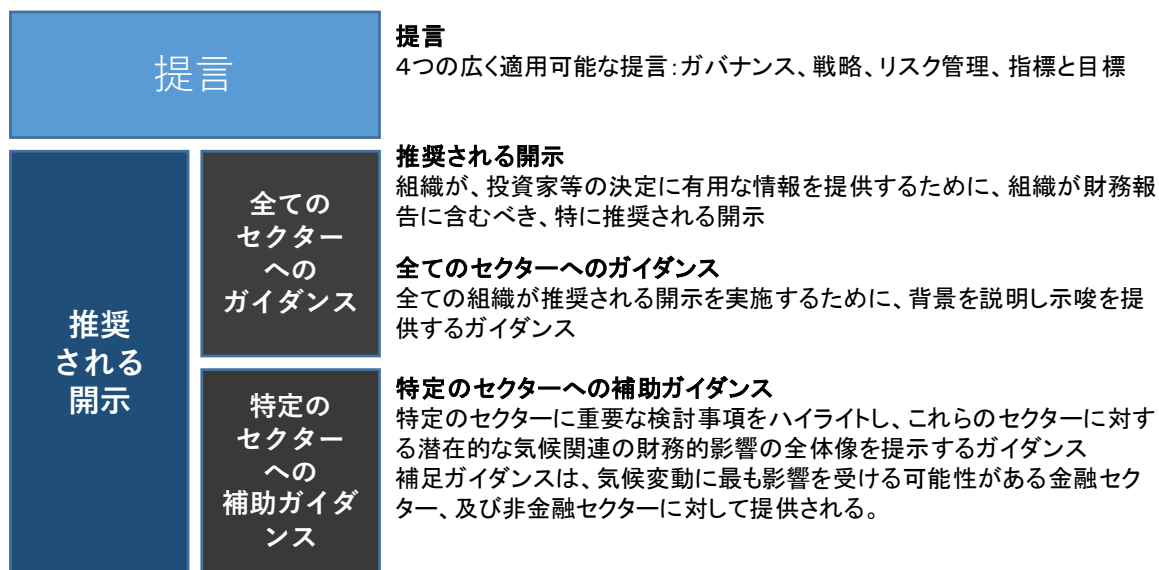 提言
推奨
される
開示
全ての
セクター
への
ガイダンス
特定の
セクター
への
補助ガイダ
ンス
提言
4つの広く適用可能な提言:ガバナンス、戦略、リスク管理、指標と目標
推奨される開示
組織が、投資家等の決定に有用な情報を提供するために、組織が財務報
告に含むべき、特に推奨される開示
全てのセクターへのガイダンス
全ての組織が推奨される開示を実施するために、背景を説明し示唆を提
供するガイダンス
特定のセクターへの補助ガイダンス
特定のセクターに重要な検討事項をハイライトし、これらのセクターに対す
る潜在的な気候関連の財務的影響の全体像を提示するガイダンス
補足ガイダンスは、気候変動に最も影響を受ける可能性がある金融セク
ター、及び非金融セクターに対して提供される。